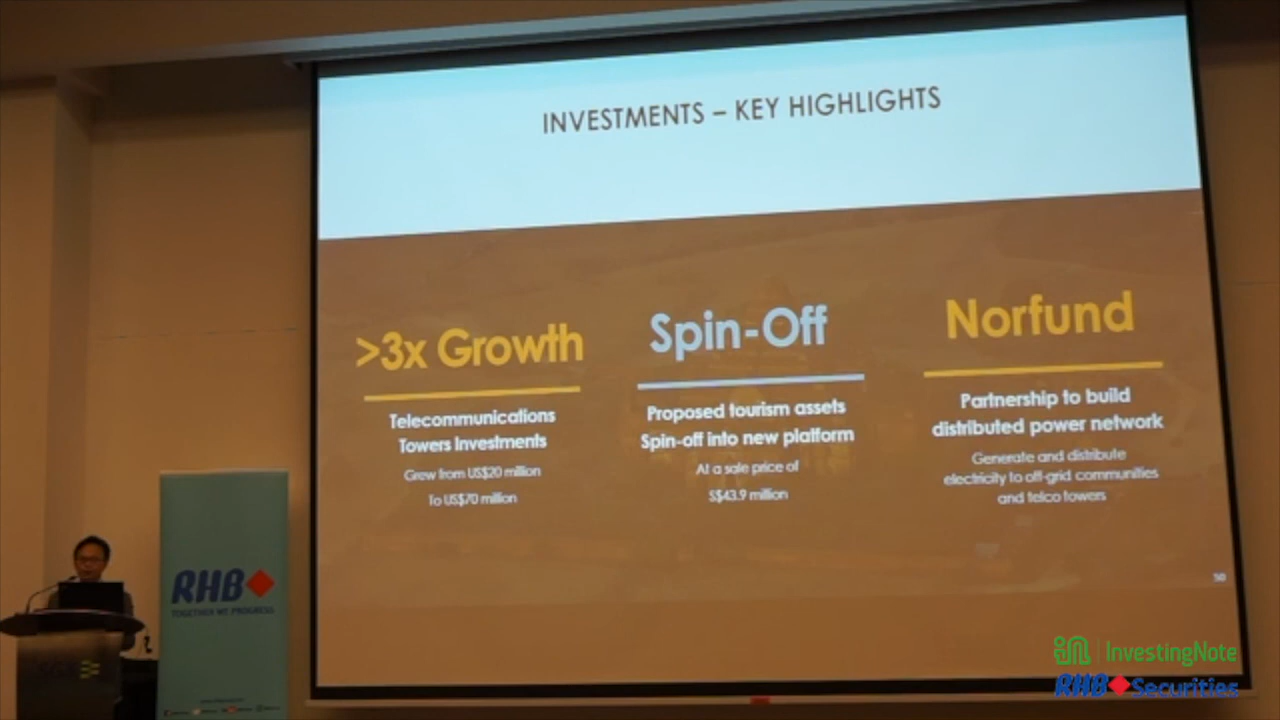 INVESTMENTS – KEY HIGHLIGHTS
>3x Growth
Telecommunications
Towers Investments
Grew from US$20 million
To US$70 million
Spin-Off
Proposed tourism assets
Spin-off into new platform
At a sale price of
S$43.9 million
Norfund
Partnership to build
distributed power network
Generate and distribute
electricity to off-grid communities
and telco towers
50
RHB
TOGETHER WE PROGRESS
SGX
InvestingNote
RHB Securities